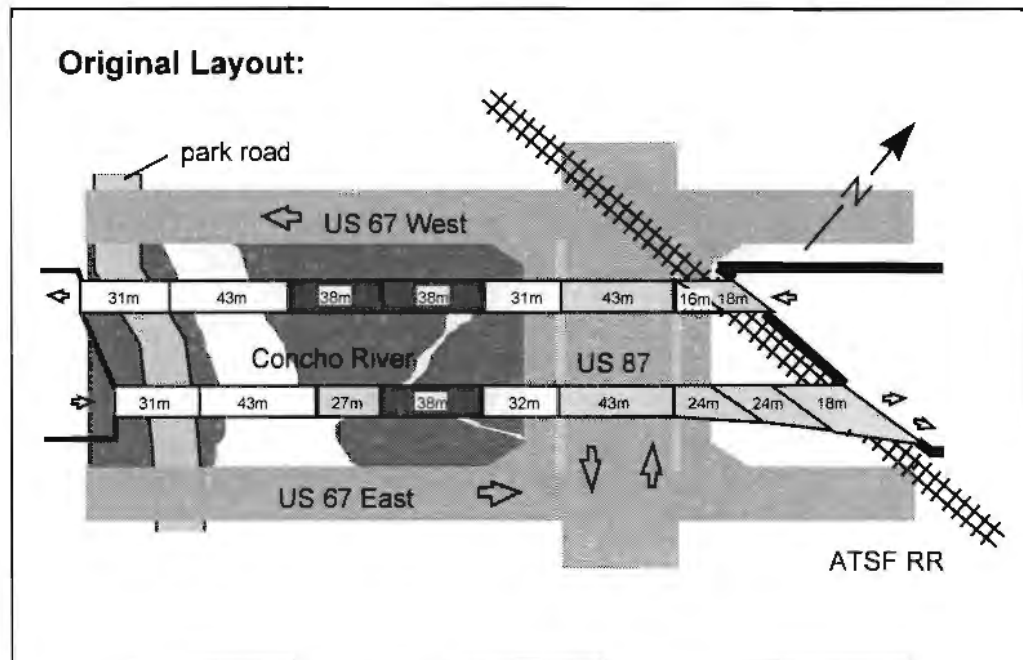 Original Layout:
park road
N
US 67 West
31m 43m 38m 38m 31m 43m 16m 18m
Concho River US 87
31m 43m 27m 38m 32m 43m 24m 24m 18m
US 67 East
ATSF RR